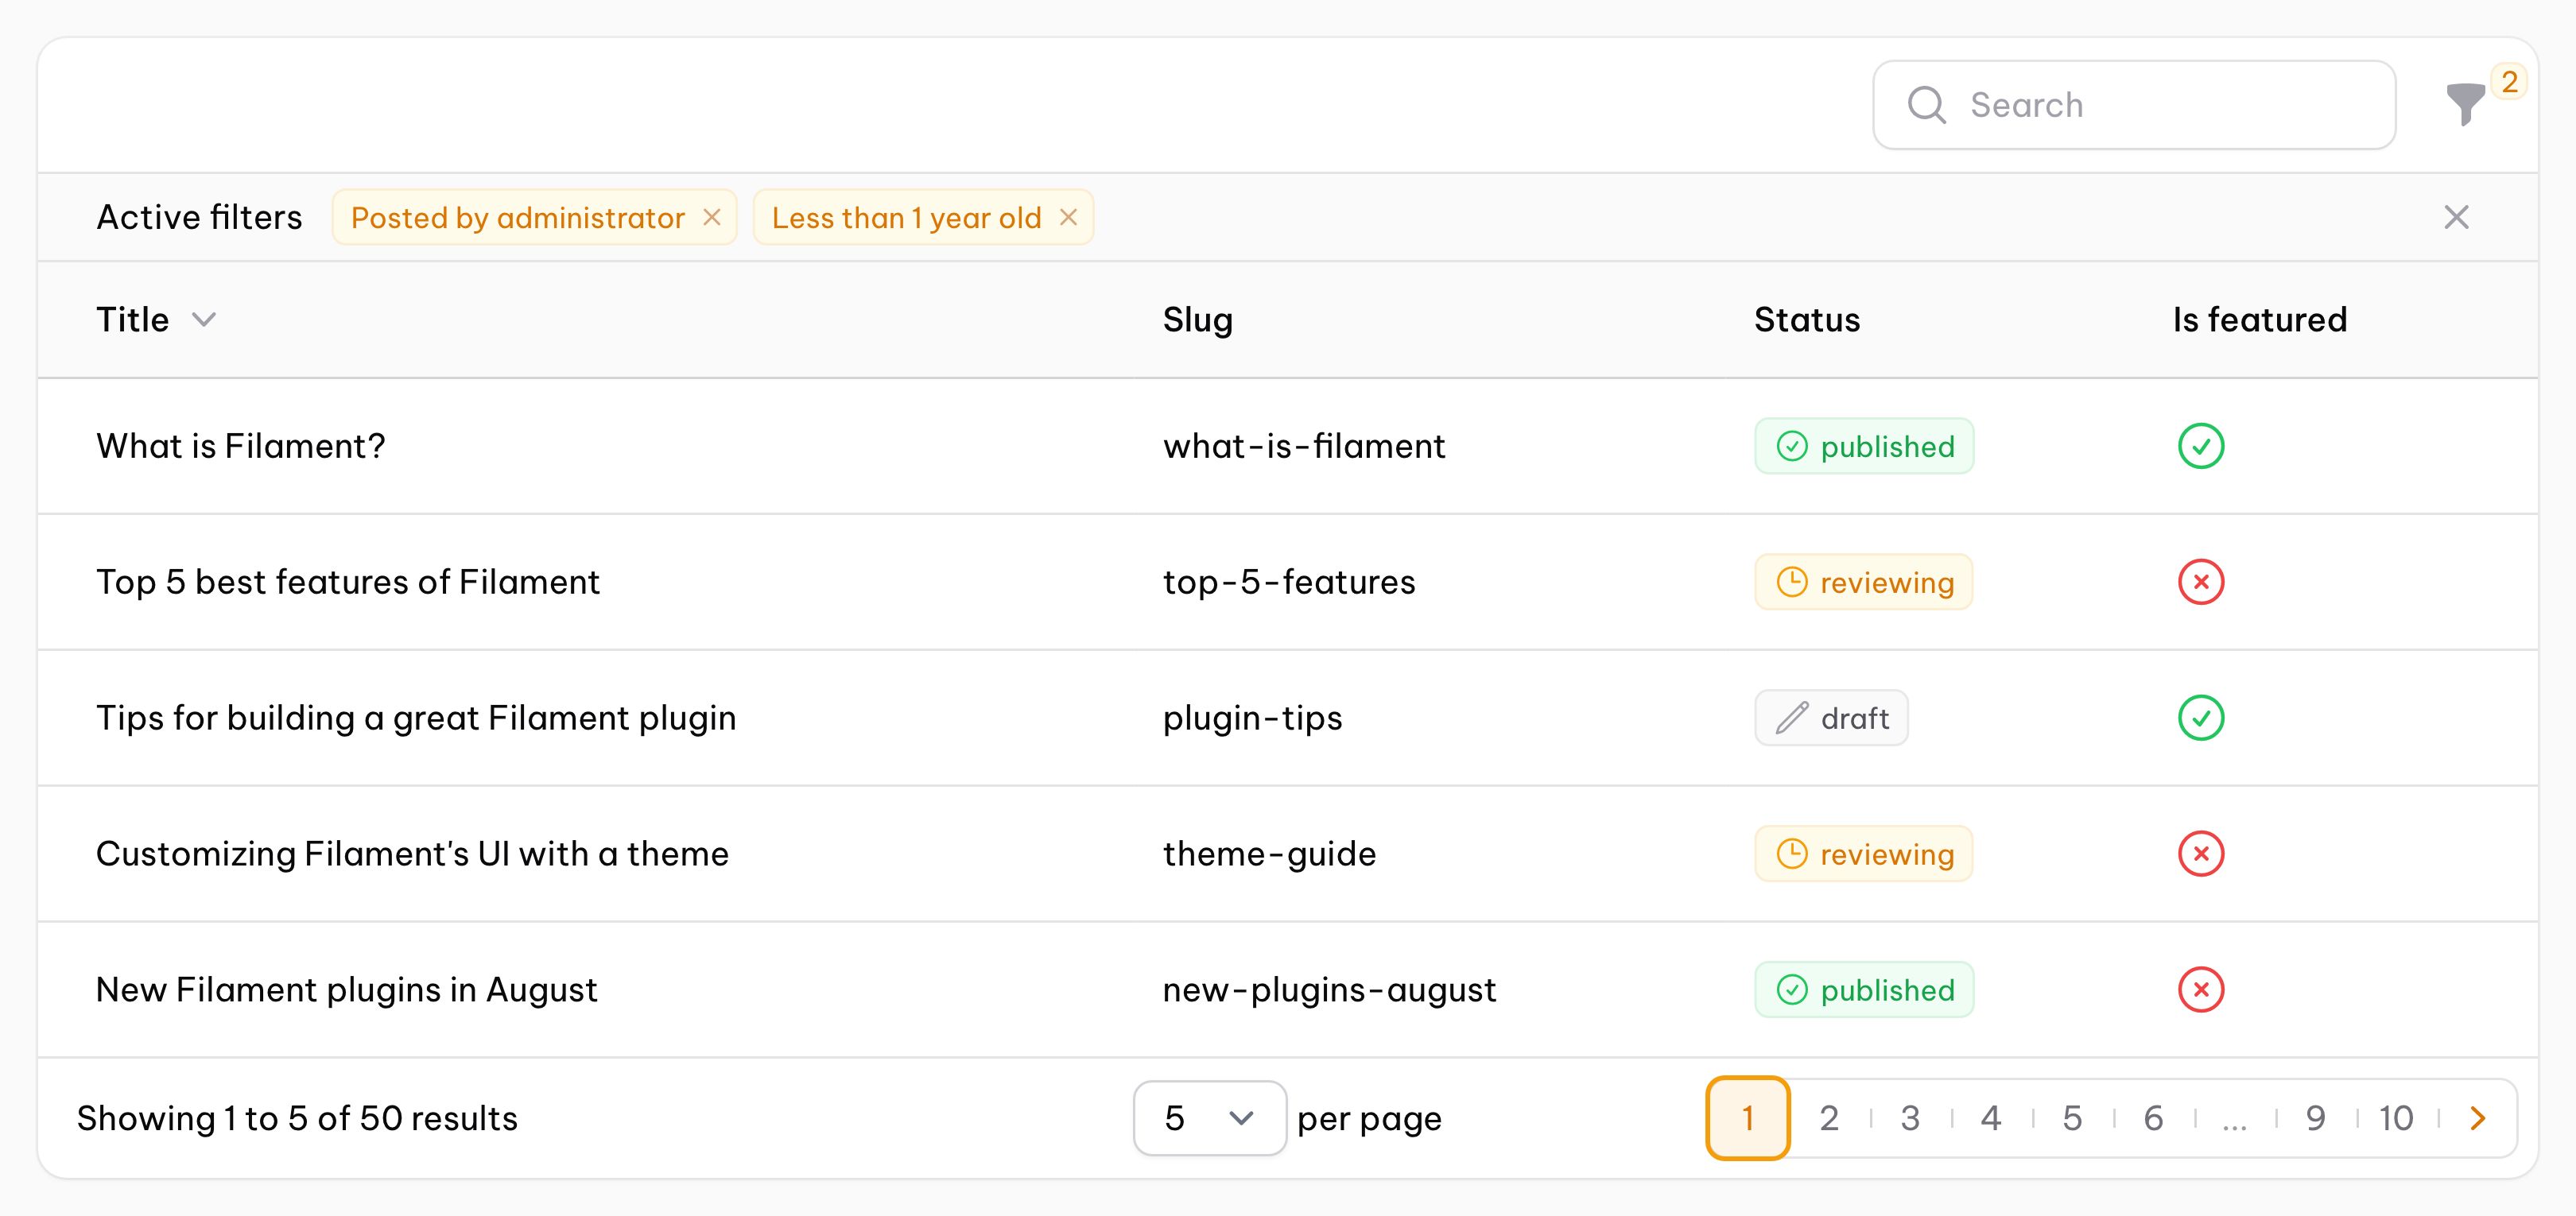 Search
2
Active filters Posted by administrator Less than 1 year old
Title Slug Status Is featured
What is Filament? what-is-filament published
Top 5 best features of Filament top-5-features reviewing
Tips for building a great Filament plugin plugin-tips draft
Customizing Filament's UI with a theme theme-guide reviewing
New Filament plugins in August new-plugins-august published
Showing 1 to 5 of 50 results 5 per page 1 2 3 4 5 6 ... 9 10